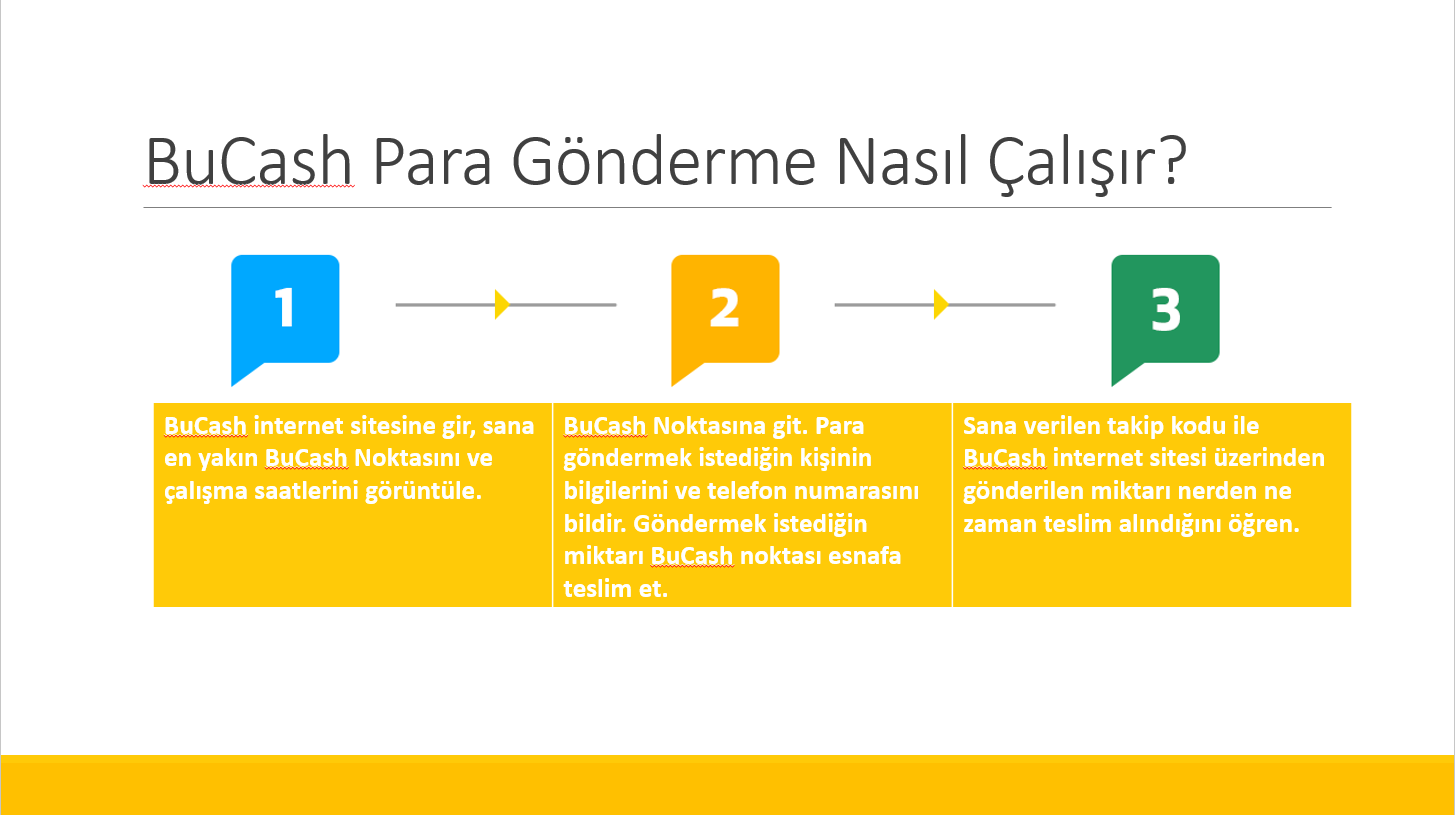 BuCash Para Gönderme Nasıl Çalışır?
1
2
3
BuCash internet sitesine gir, sana
en yakın BuCash Noktasını ve
çalışma saatlerini görüntüle.
BuCash Noktasına git. Para
göndermek istediğin kişinin
bilgilerini ve telefon numarasını
bildir. Göndermek istediğin
miktarı BuCash noktası esnafa
teslim et.
Sana verilen takip kodu ile
BuCash internet sitesi üzerinden
gönderilen miktarı nerden ne
zaman teslim alındığını öğren.